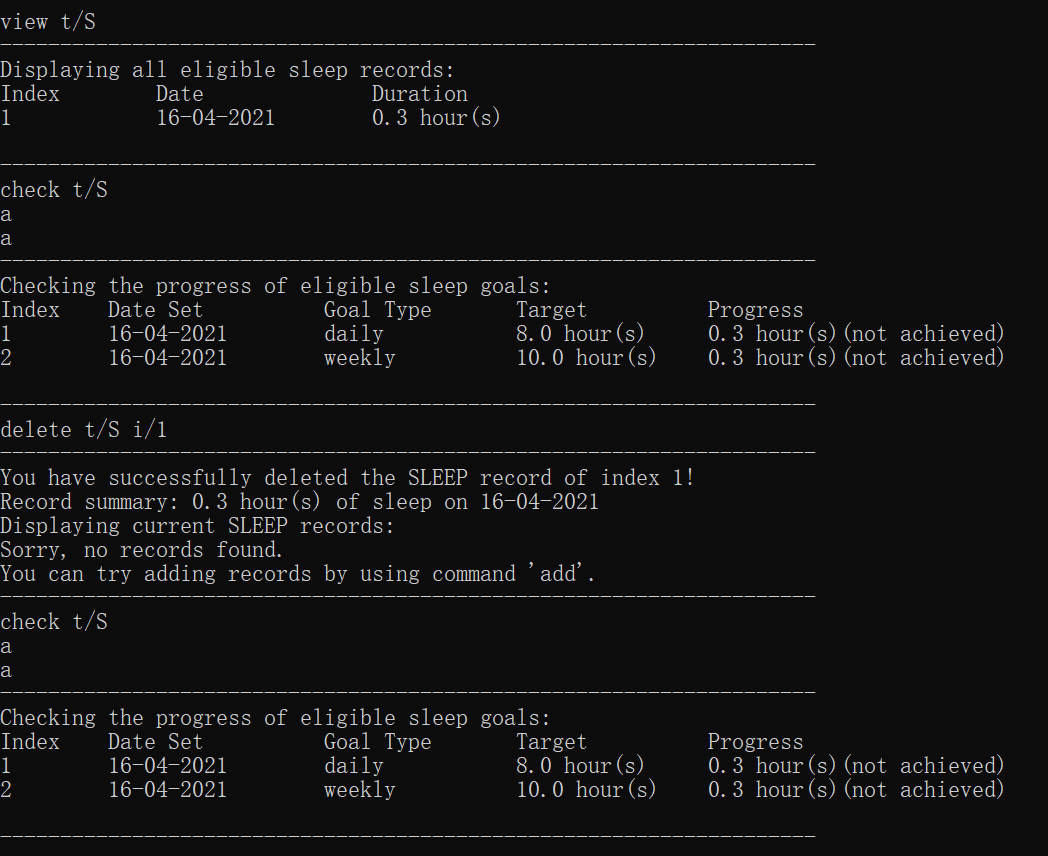 view t/S
--------------------------------------------------------------------
Displaying all eligible sleep records:
Index Date Duration
1 16-04-2021 0.3 hour(s)
--------------------------------------------------------------------
check t/S
a
a
--------------------------------------------------------------------
Checking the progress of eligible sleep goals:
Index Date Set Goal Type Target Progress
1 16-04-2021 daily 8.0 hour(s) 0.3 hour(s)(not achieved)
2 16-04-2021 weekly 10.0 hour(s) 0.3 hour(s)(not achieved)
--------------------------------------------------------------------
delete t/S i/1
--------------------------------------------------------------------
You have successfully deleted the SLEEP record of index 1!
Record summary: 0.3 hour(s) of sleep on 16-04-2021
Displaying current SLEEP records:
Sorry, no records found.
You can try adding records by using command 'add'.
--------------------------------------------------------------------
check t/S
a
a
--------------------------------------------------------------------
Checking the progress of eligible sleep goals:
Index Date Set Goal Type Target Progress
1 16-04-2021 daily 8.0 hour(s) 0.3 hour(s)(not achieved)
2 16-04-2021 weekly 10.0 hour(s) 0.3 hour(s)(not achieved)
--------------------------------------------------------------------